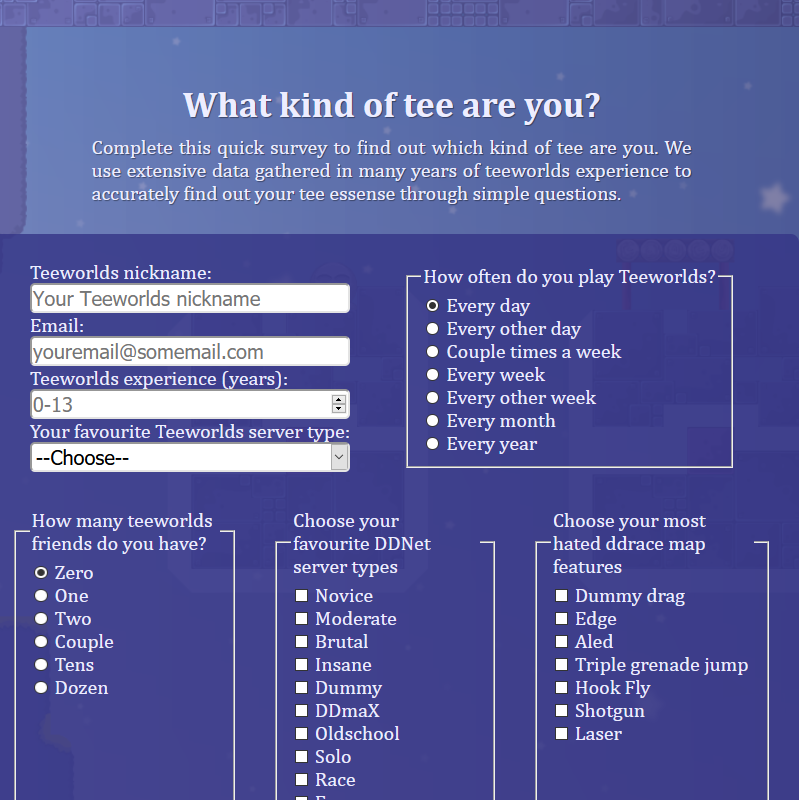 What kind of tee are you?
Complete this quick survey to find out which kind of tee are you. We
use extensive data gathered in many years of teeworlds experience to
accurately find out your tee essense through simple questions.
Teeworlds nickname:
Your Teeworlds nickname
Email:
youremail@somemail.com
Teeworlds experience (years):
0-13
Your favourite Teeworlds server type:
--Choose--
How often do you play Teeworlds?
Every day
Every other day
Couple times a week
Every week
Every other week
Every month
Every year
How many teeworlds
friends do you have?
Zero
One
Two
Couple
Tens
Dozen
Choose your
favourite DDNet
server types
Novice
Moderate
Brutal
Insane
Dummy
DDmaX
Oldschool
Solo
Race
Choose your most
hated ddrace map
features
Dummy drag
Edge
Aled
Triple grenade jump
Hook Fly
Shotgun
Laser